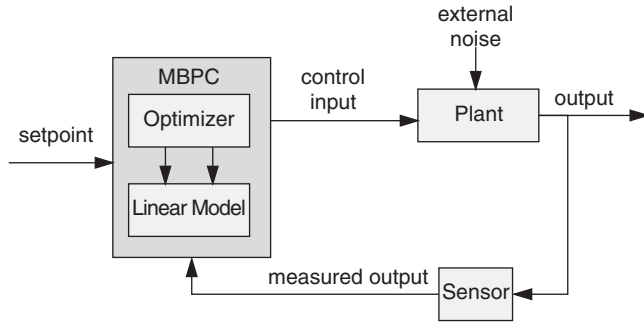 external
noise
MBPC
control
input
Optimizer
Plant
output
setpoint
Linear Model
measured output
Sensor